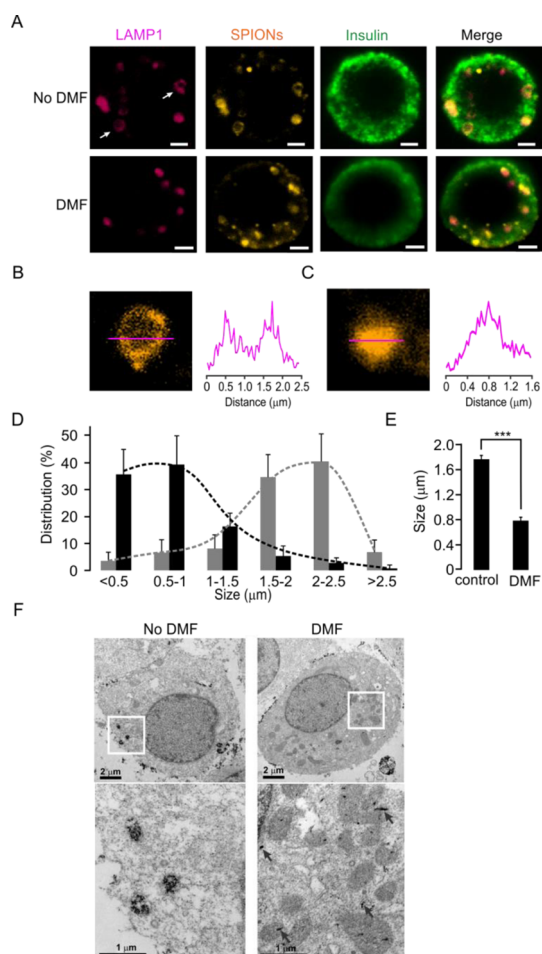 A
LAMP1 SPIONs Insulin Merge
No DMF
DMF
B C
0 0.5 1.0 1.5 2.0 2.5
Distance (μm)
0 0.4 0.8 1.2 1.6
Distance (μm)
D
Distribution (%)
50
40
30
20
10
0
<0.5 0.5-1 1-1.5 1.5-2 2-2.5 >2.5
Size (μm)
E
Size (μm)
2.0
1.6
1.2
0.8
0.4
0
***
control DMF
F
No DMF DMF
2 μm 2 μm
1 μm 1 μm